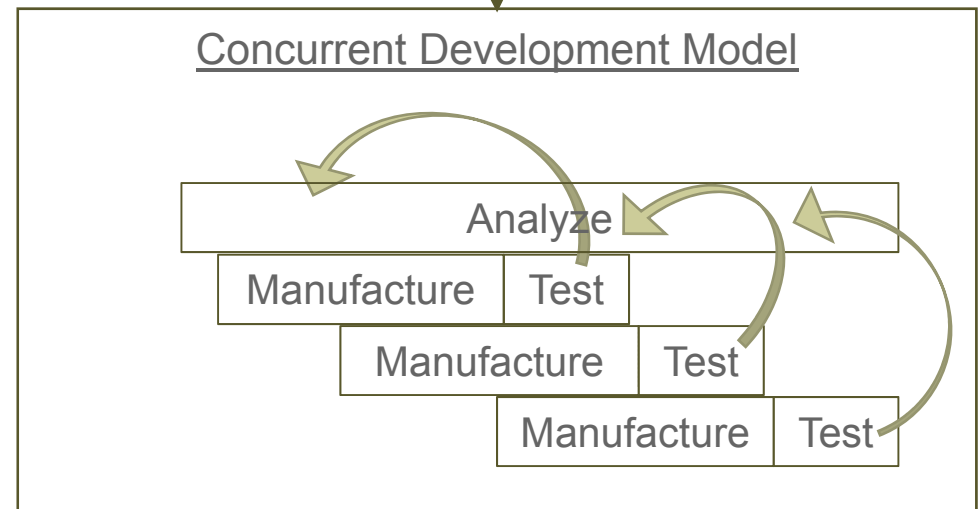 Concurrent Development Model
Analyze
Manufacture Test
Manufacture Test
Manufacture Test